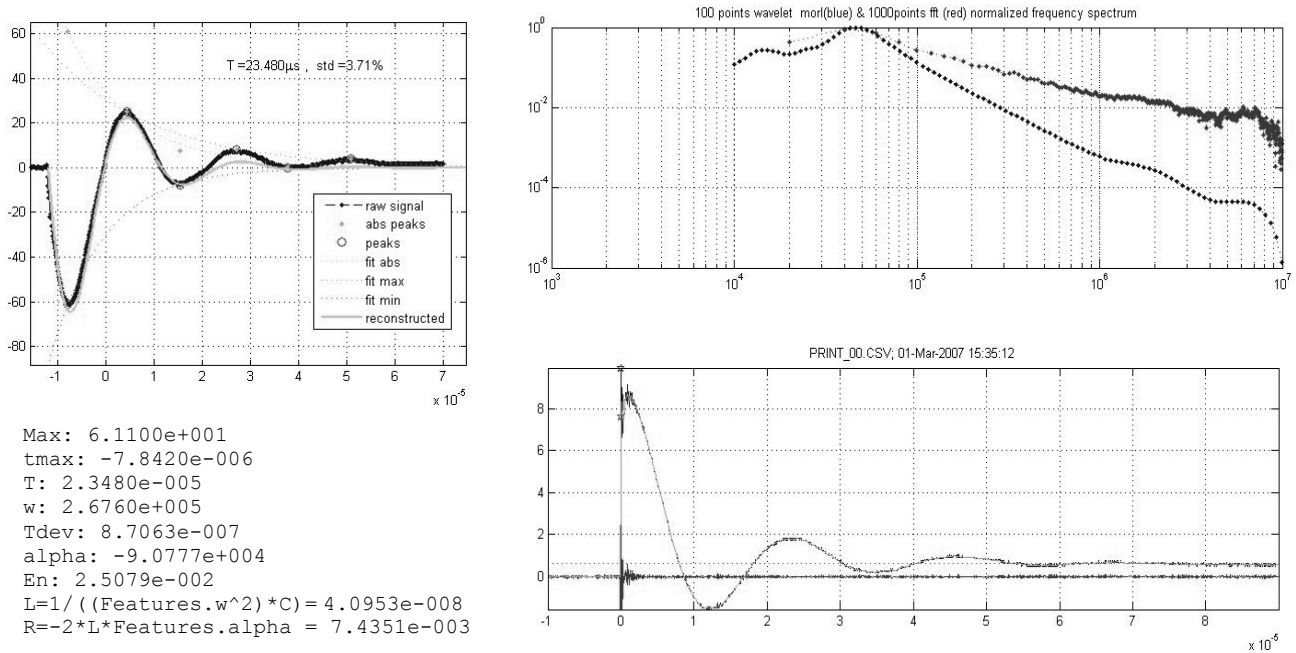 60
40
20
0
-20
-40
-60
-80
T =23.480µs , std =3.71%
raw signal
abs peaks
peaks
fit abs
fit max
fit min
reconstructed
-1 0 1 2 3 4 5 6 7
x 10^-5
100 points wavelet morl(blue) & 1000points fft (red) normalized frequency spectrum
10^0
10^-2
10^-4
10^-6
10^3 10^4 10^5 10^6 10^7
Max: 6.1100e+001
tmax: -7.8420e-006
T: 2.3480e-005
w: 2.6760e+005
Tdev: 8.7063e-007
alpha: -9.0777e+004
En: 2.5079e-002
L=1/((Features.w^2)*C)= 4.0953e-008
R=-2*L*Features.alpha = 7.4351e-003
PRINT_00.CSV; 01-Mar-2007 15:35:12
8
6
4
2
0
-1 0 1 2 3 4 5 6 7 8
x 10^-5